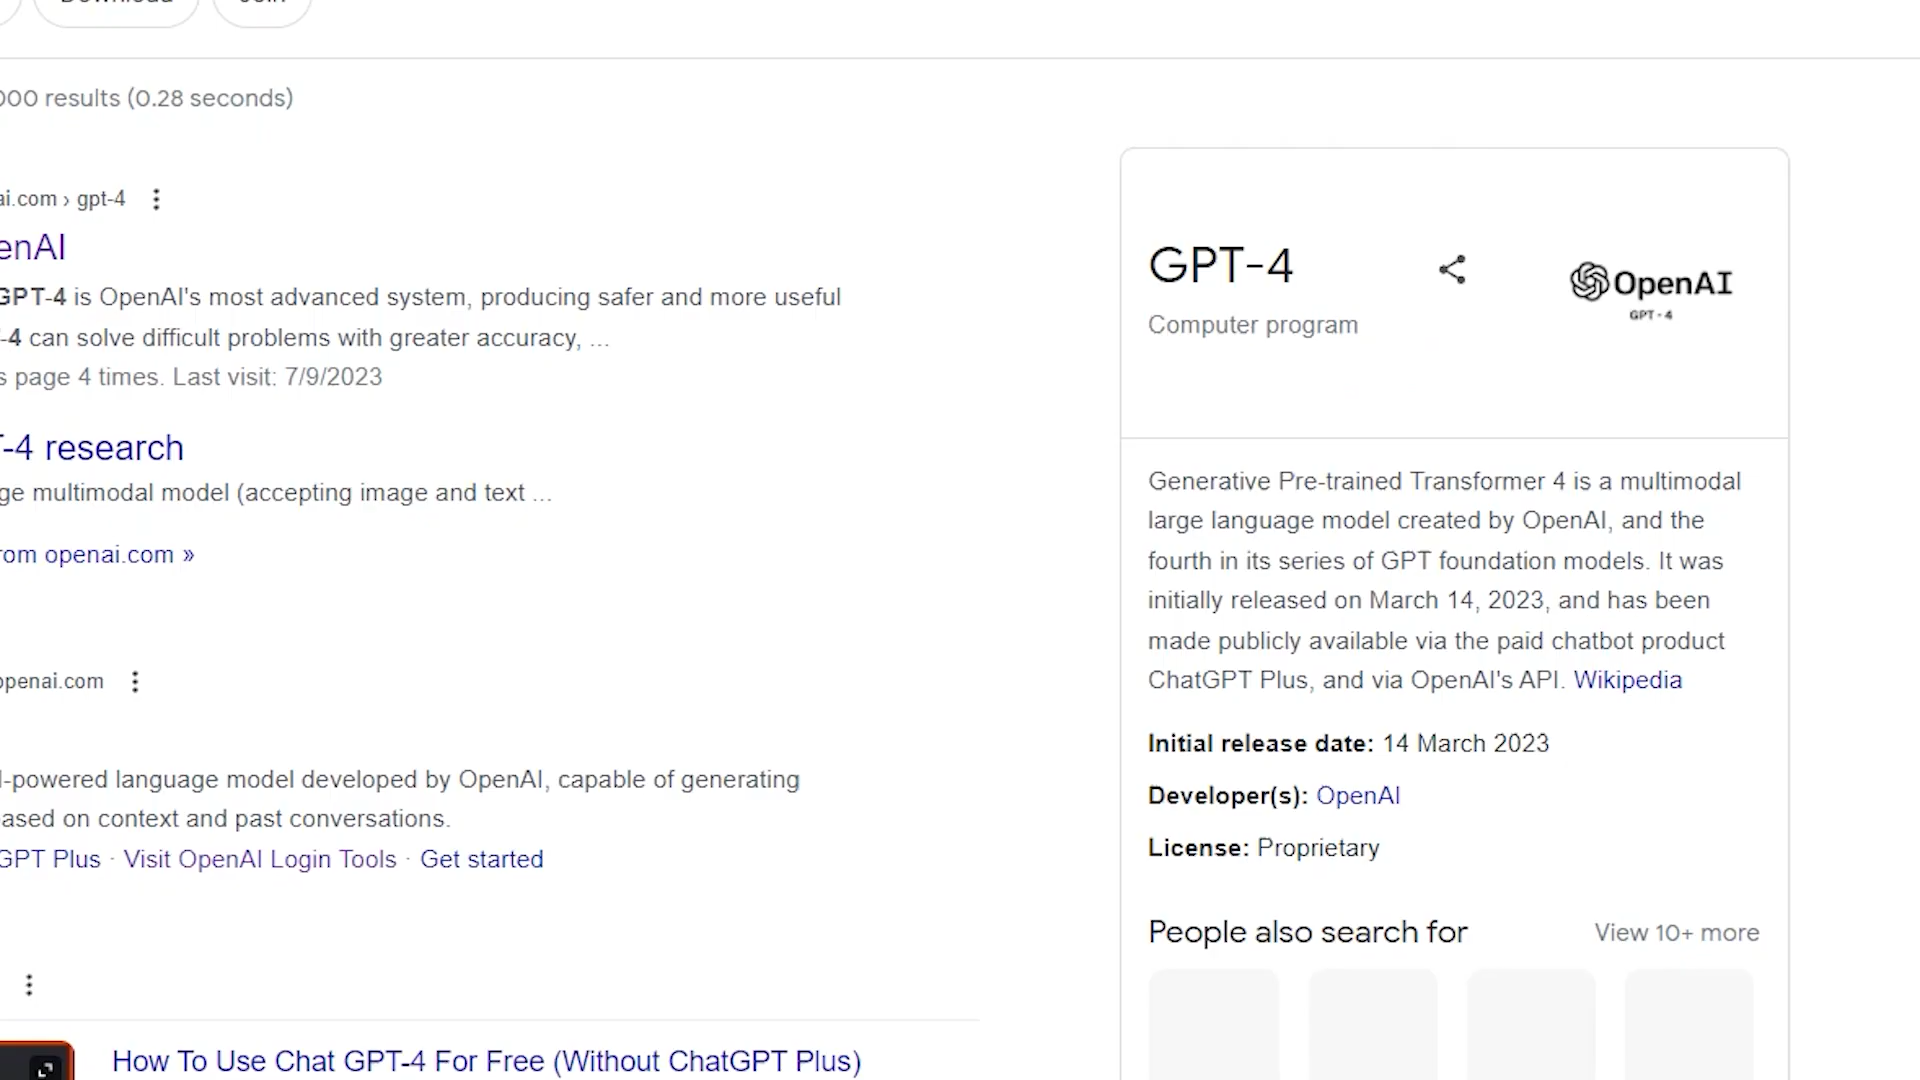 Download Join
000 results (0.28 seconds)
ai.com › gpt-4
enAI
GPT-4 is OpenAI's most advanced system, producing safer and more useful
-4 can solve difficult problems with greater accuracy, ...
s page 4 times. Last visit: 7/9/2023
T-4 research
ge multimodal model (accepting image and text ...
rom openai.com »
openai.com
I-powered language model developed by OpenAI, capable of generating
ased on context and past conversations.
GPT Plus · Visit OpenAI Login Tools · Get started
How To Use Chat GPT-4 For Free (Without ChatGPT Plus)
GPT-4
Computer program
OpenAI
GPT - 4
Generative Pre-trained Transformer 4 is a multimodal
large language model created by OpenAI, and the
fourth in its series of GPT foundation models. It was
initially released on March 14, 2023, and has been
made publicly available via the paid chatbot product
ChatGPT Plus, and via OpenAI's API. Wikipedia
Initial release date: 14 March 2023
Developer(s): OpenAI
License: Proprietary
People also search for View 10+ more